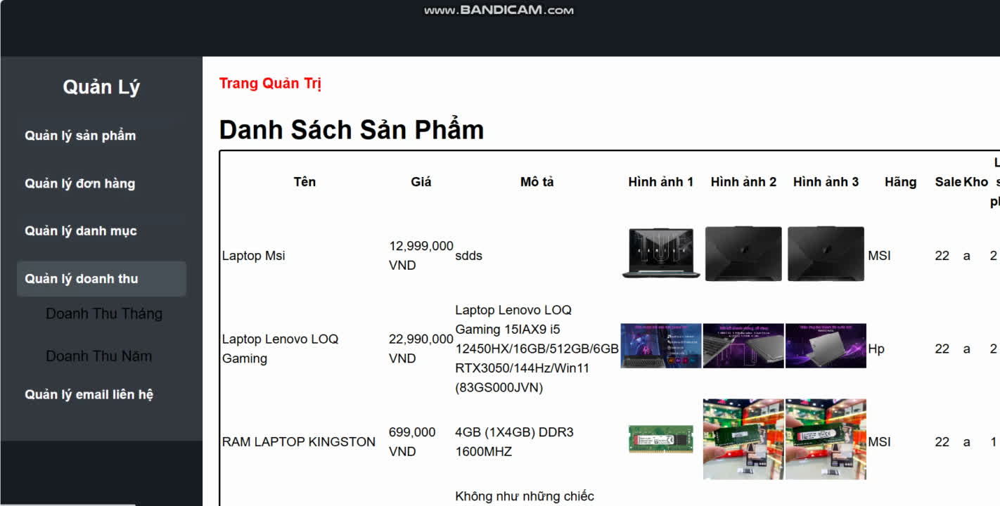 www.BANDICAM.com
Quản Lý
Quản lý sản phẩm
Quản lý đơn hàng
Quản lý danh mục
Quản lý doanh thu
Doanh Thu Tháng
Doanh Thu Năm
Quản lý email liên hệ
Trang Quản Trị
Danh Sách Sản Phẩm
Tên Giá Mô tả Hình ảnh 1 Hình ảnh 2 Hình ảnh 3 Hãng Sale Kho
Laptop Msi
12,999,000
VND
sdds
MSI 22 a 2
Laptop Lenovo LOQ
Gaming
22,990,000
VND
Laptop Lenovo LOQ
Gaming 15IAX9 i5
12450HX/16GB/512GB/6GB
RTX3050/144Hz/Win11
(83GS000JVN)
Hp 22 a 2
RAM LAPTOP KINGSTON
699,000
VND
4GB (1X4GB) DDR3
1600MHZ
MSI 22 a 1
Không như những chiếc